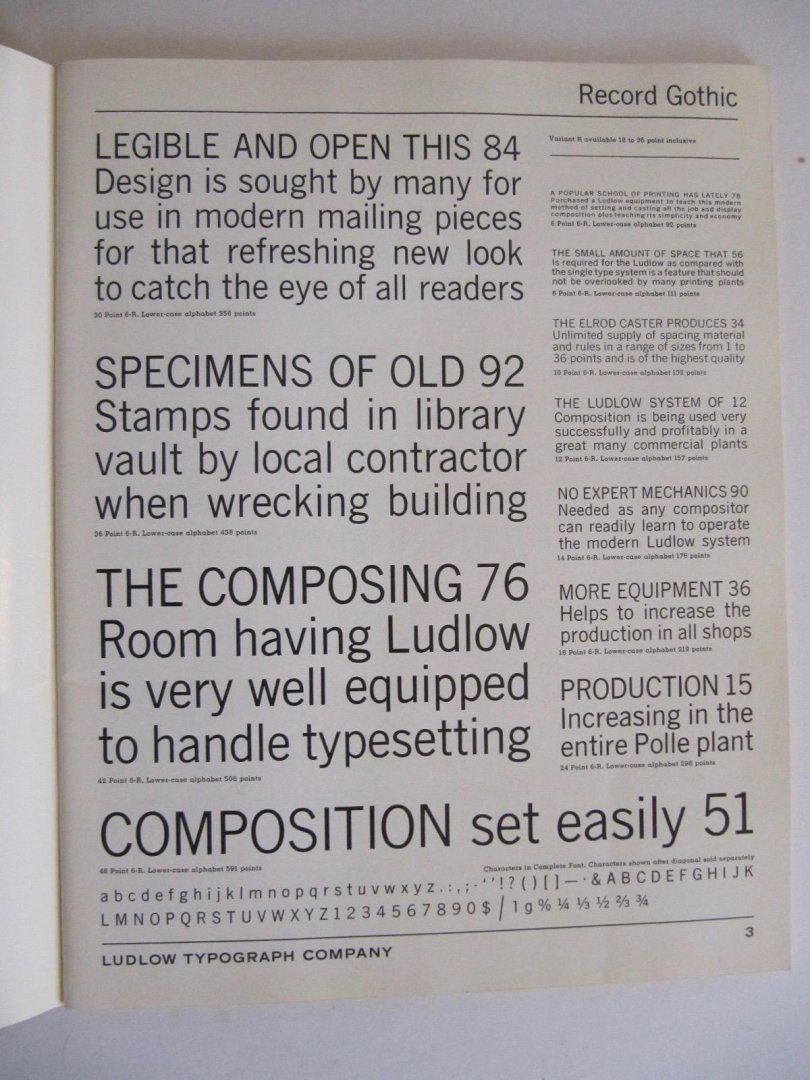 Record Gothic
LEGIBLE AND OPEN THIS 84
Design is sought by many for
use in modern mailing pieces
for that refreshing new look
to catch the eye of all readers
30 Point 6-R. Lower-case alphabet 356 points
SPECIMENS OF OLD 92
Stamps found in library
vault by local contractor
when wrecking building
36 Point 6-R. Lower-case alphabet 438 points
THE COMPOSING 76
Room having Ludlow
is very well equipped
to handle typesetting
42 Point 6-R. Lower-case alphabet 508 points
Variant R available 18 to 36 point inclusive
A POPULAR SCHOOL OF PRINTING HAS LATELY 78
Purchased a Ludlow equipment to teach this modern
method of setting and casting all the job and display
composition plus teaching its simplicity and economy
6 Point 6-R. Lower-case alphabet 92 points
THE SMALL AMOUNT OF SPACE THAT 56
Is required for the Ludlow as compared with
the single type system is a feature that should
not be overlooked by many printing plants
8 Point 6-R. Lower-case alphabet 111 points
THE ELROD CASTER PRODUCES 34
Unlimited supply of spacing material
and rules in a range of sizes from 1 to
36 points and is of the highest quality
10 Point 6-R. Lower-case alphabet 132 points
THE LUDLOW SYSTEM OF 12
Composition is being used very
successfully and profitably in a
great many commercial plants
12 Point 6-R. Lower-case alphabet 157 points
NO EXPERT MECHANICS 90
Needed as any compositor
can readily learn to operate
the modern Ludlow system
14 Point 6-R. Lower-case alphabet 176 points
MORE EQUIPMENT 36
Helps to increase the
production in all shops
18 Point 6-R. Lower-case alphabet 219 points
PRODUCTION 15
Increasing in the
entire Polle plant
24 Point 6-R. Lower-case alphabet 298 points
COMPOSITION set easily 51
48 Point 6-R. Lower-case alphabet 591 points
Characters in Complete Font. Characters shown after diagonal sold separately
a b c d e f g h i j k l m n o p q r s t u v w x y z . : , ; - ‘ ’ ! ? ( ) [ ] — · & A B C D E F G H I J K
L M N O P Q R S T U V W X Y Z 1 2 3 4 5 6 7 8 9 0 $ / 1 g % ¼ ⅓ ½ ⅔ ¾
LUDLOW TYPOGRAPH COMPANY
3